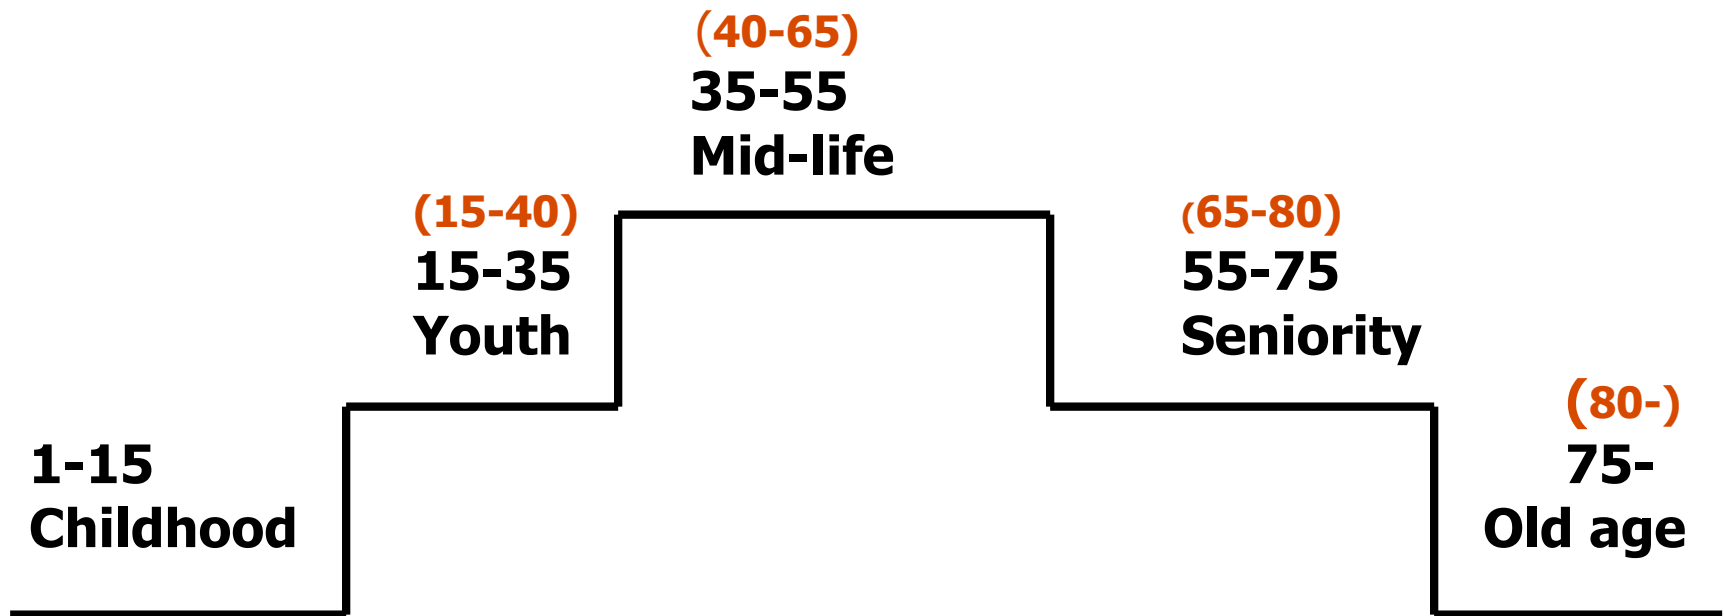 1-15
Childhood
(15-40)
15-35
Youth
(40-65)
35-55
Mid-life
(65-80)
55-75
Seniority
(80-)
75-
Old age